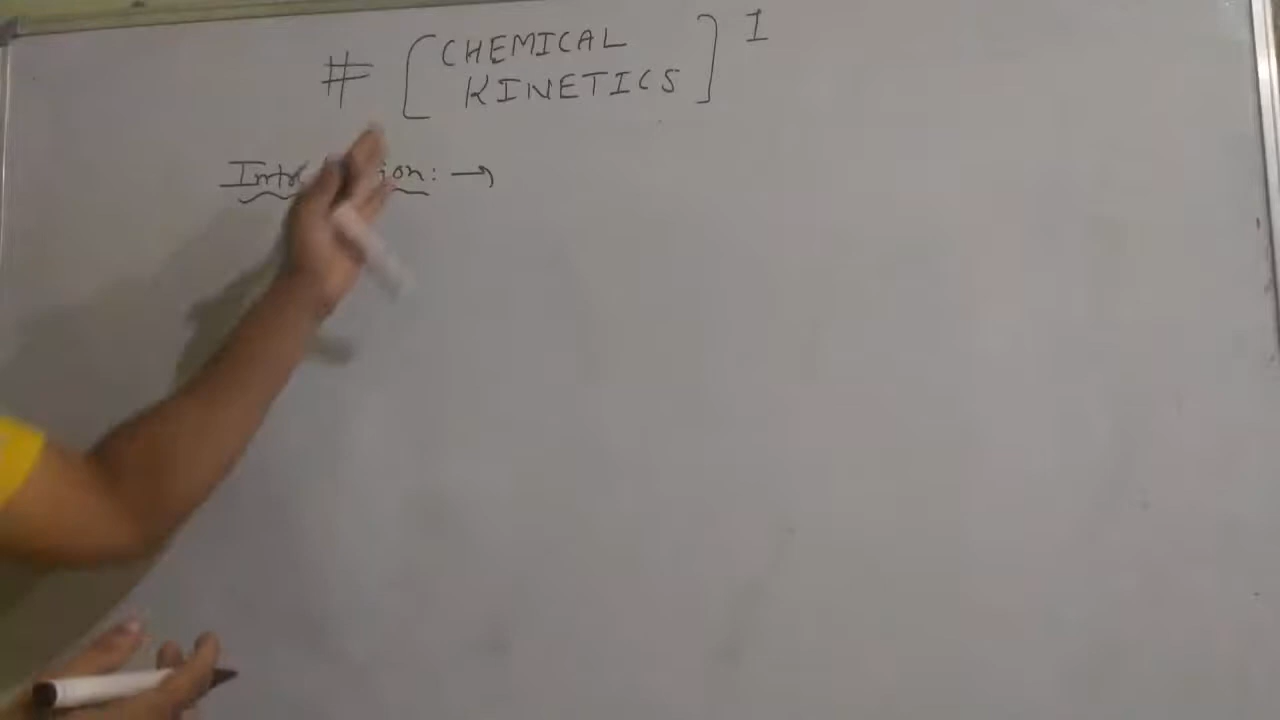 # [CHEMICAL
KINETICS] I
: →